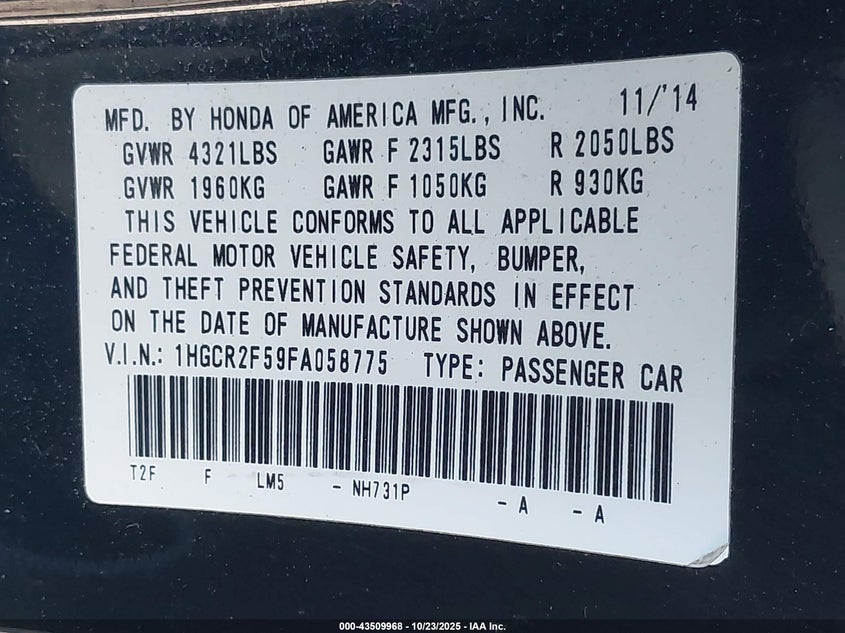 MFD. BY HONDA OF AMERICA MFG., INC. 11/'14
GVWR 4321LBS GAWR F 2315LBS R 2050LBS
GVWR 1960KG GAWR F 1050KG R 930KG
THIS VEHICLE CONFORMS TO ALL APPLICABLE
FEDERAL MOTOR VEHICLE SAFETY, BUMPER,
AND THEFT PREVENTION STANDARDS IN EFFECT
ON THE DATE OF MANUFACTURE SHOWN ABOVE.
V.I.N.: 1HGCR2F59FA058775 TYPE: PASSENGER CAR
T2F F LM5 - NH731P - A - A
000-43509968 - 10/23/2025 - IAA Inc.